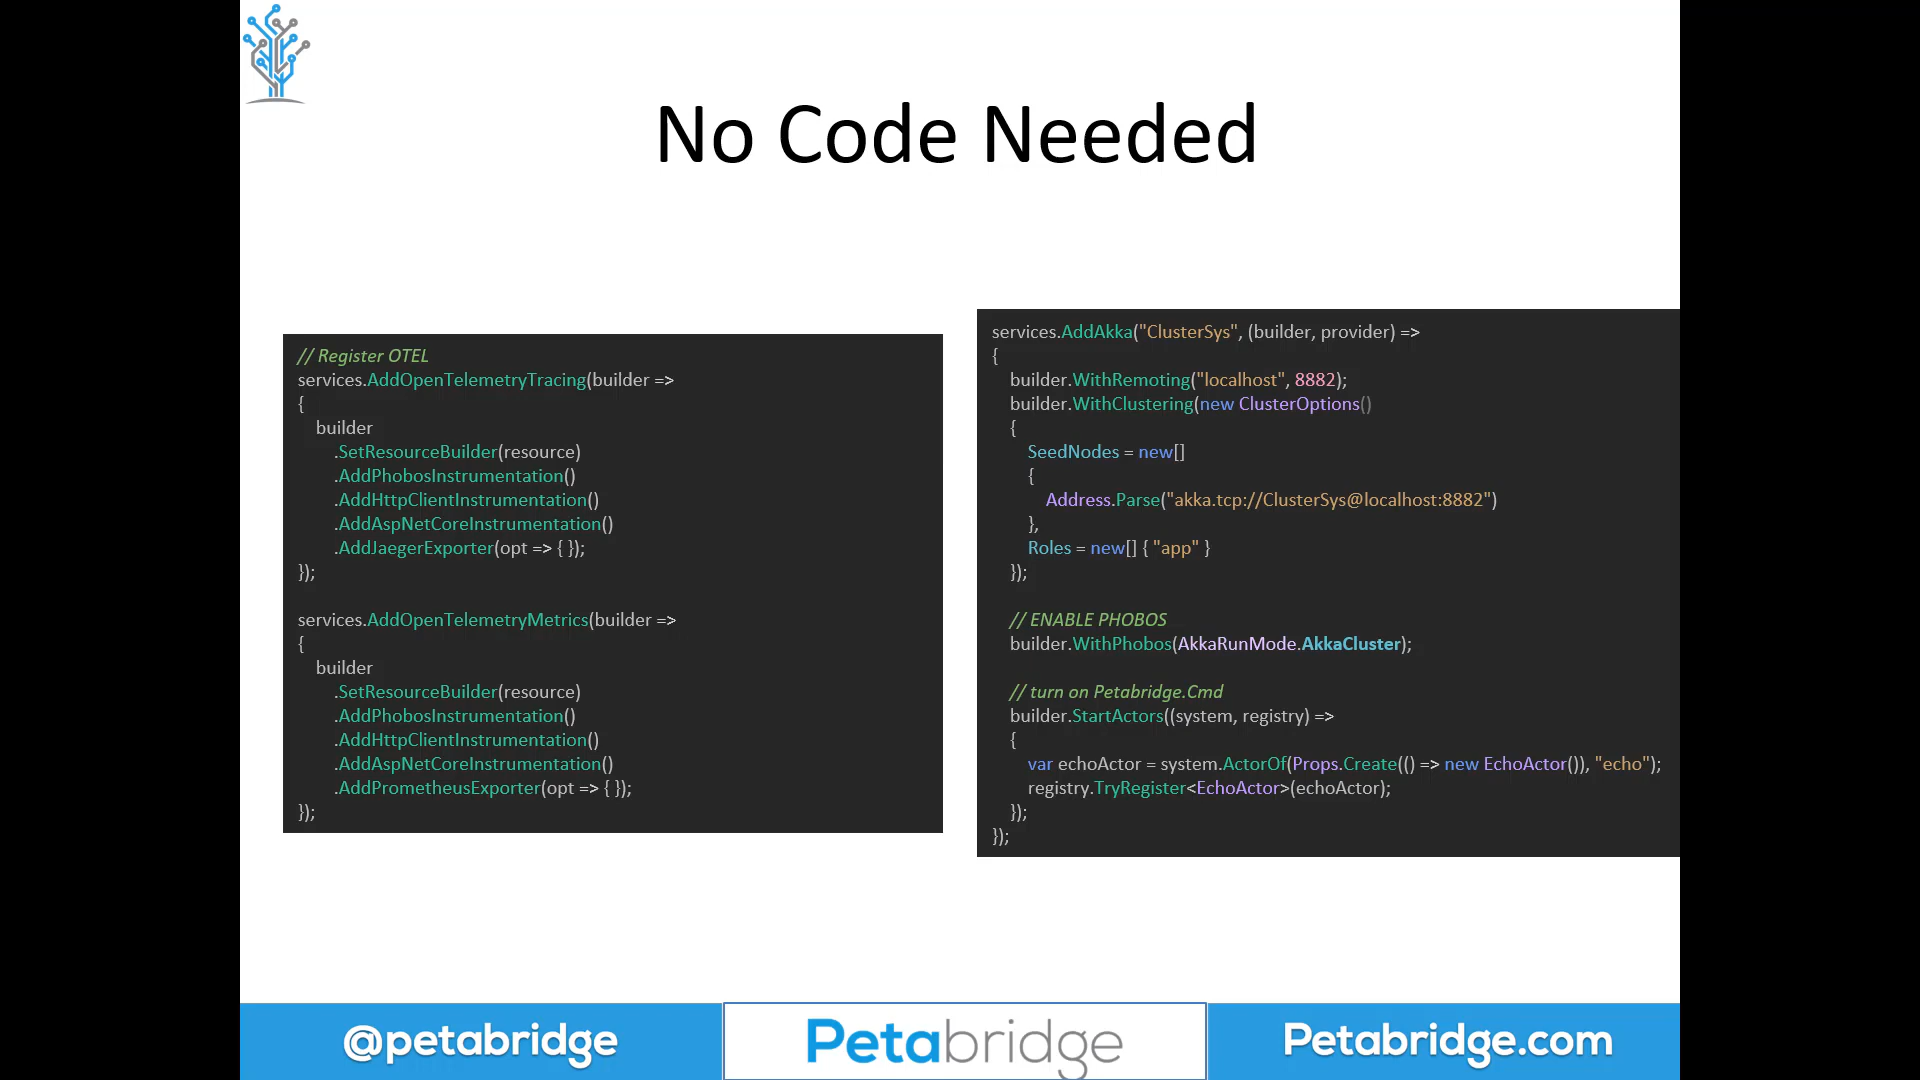 No Code Needed
// Register OTEL
services.AddOpenTelemetryTracing(builder =>
{
builder
.SetResourceBuilder(resource)
.AddPhobosInstrumentation()
.AddHttpClientInstrumentation()
.AddAspNetCoreInstrumentation()
.AddJaegerExporter(opt => { });
});
services.AddOpenTelemetryMetrics(builder =>
{
builder
.SetResourceBuilder(resource)
.AddPhobosInstrumentation()
.AddHttpClientInstrumentation()
.AddAspNetCoreInstrumentation()
.AddPrometheusExporter(opt => { });
});
services.AddAkka("ClusterSys", (builder, provider) =>
{
builder.WithRemoting("localhost", 8882);
builder.WithClustering(new ClusterOptions()
{
SeedNodes = new[]
{
Address.Parse("akka.tcp://ClusterSys@localhost:8882")
},
Roles = new[] { "app" }
});
// ENABLE PHOBOS
builder.WithPhobos(AkkaRunMode.AkkaCluster);
// turn on Petabridge.Cmd
builder.StartActors((system, registry) =>
{
var echoActor = system.ActorOf(Props.Create(() => new EchoActor()), "echo");
registry.TryRegister<EchoActor>(echoActor);
});
});
@petabridge
Petabridge
Petabridge.com